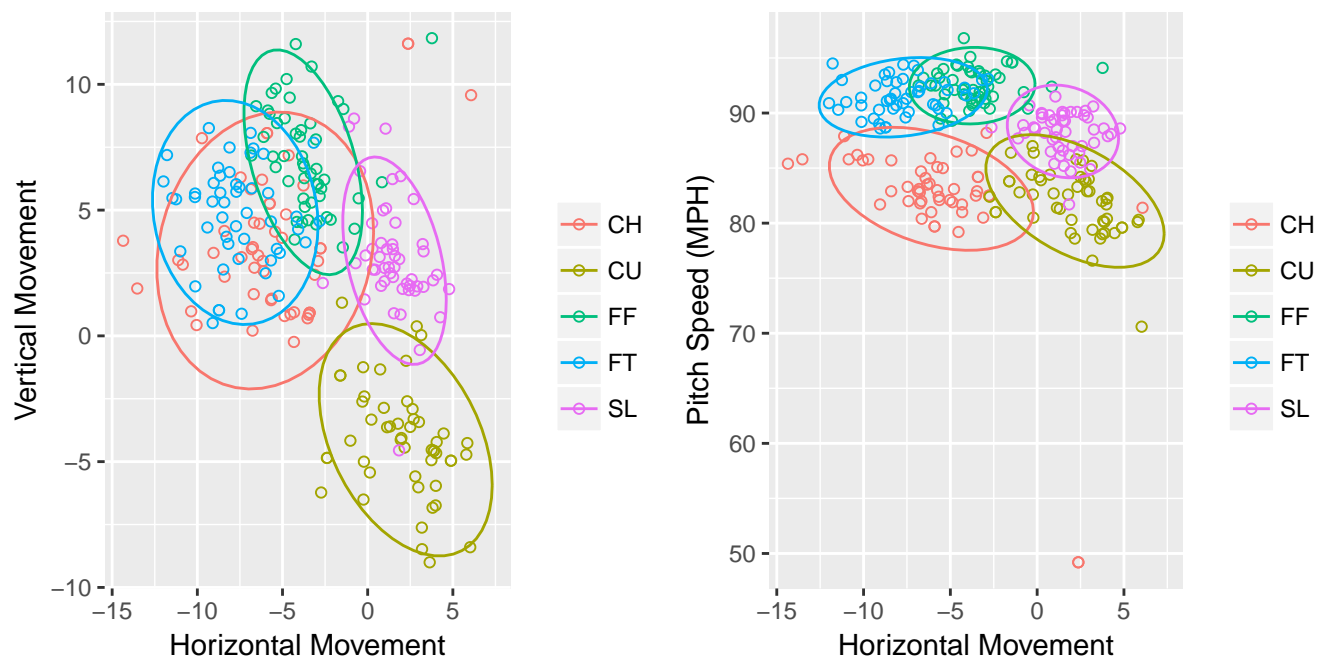 10
5
0
−5
−10
−15
−10
−5
0
5
Horizontal Movement
Vertical Movement
CH
CU
FF
FT
SL
90
80
70
60
50
−15
−10
−5
0
5
Horizontal Movement
Pitch Speed (MPH)
CH
CU
FF
FT
SL